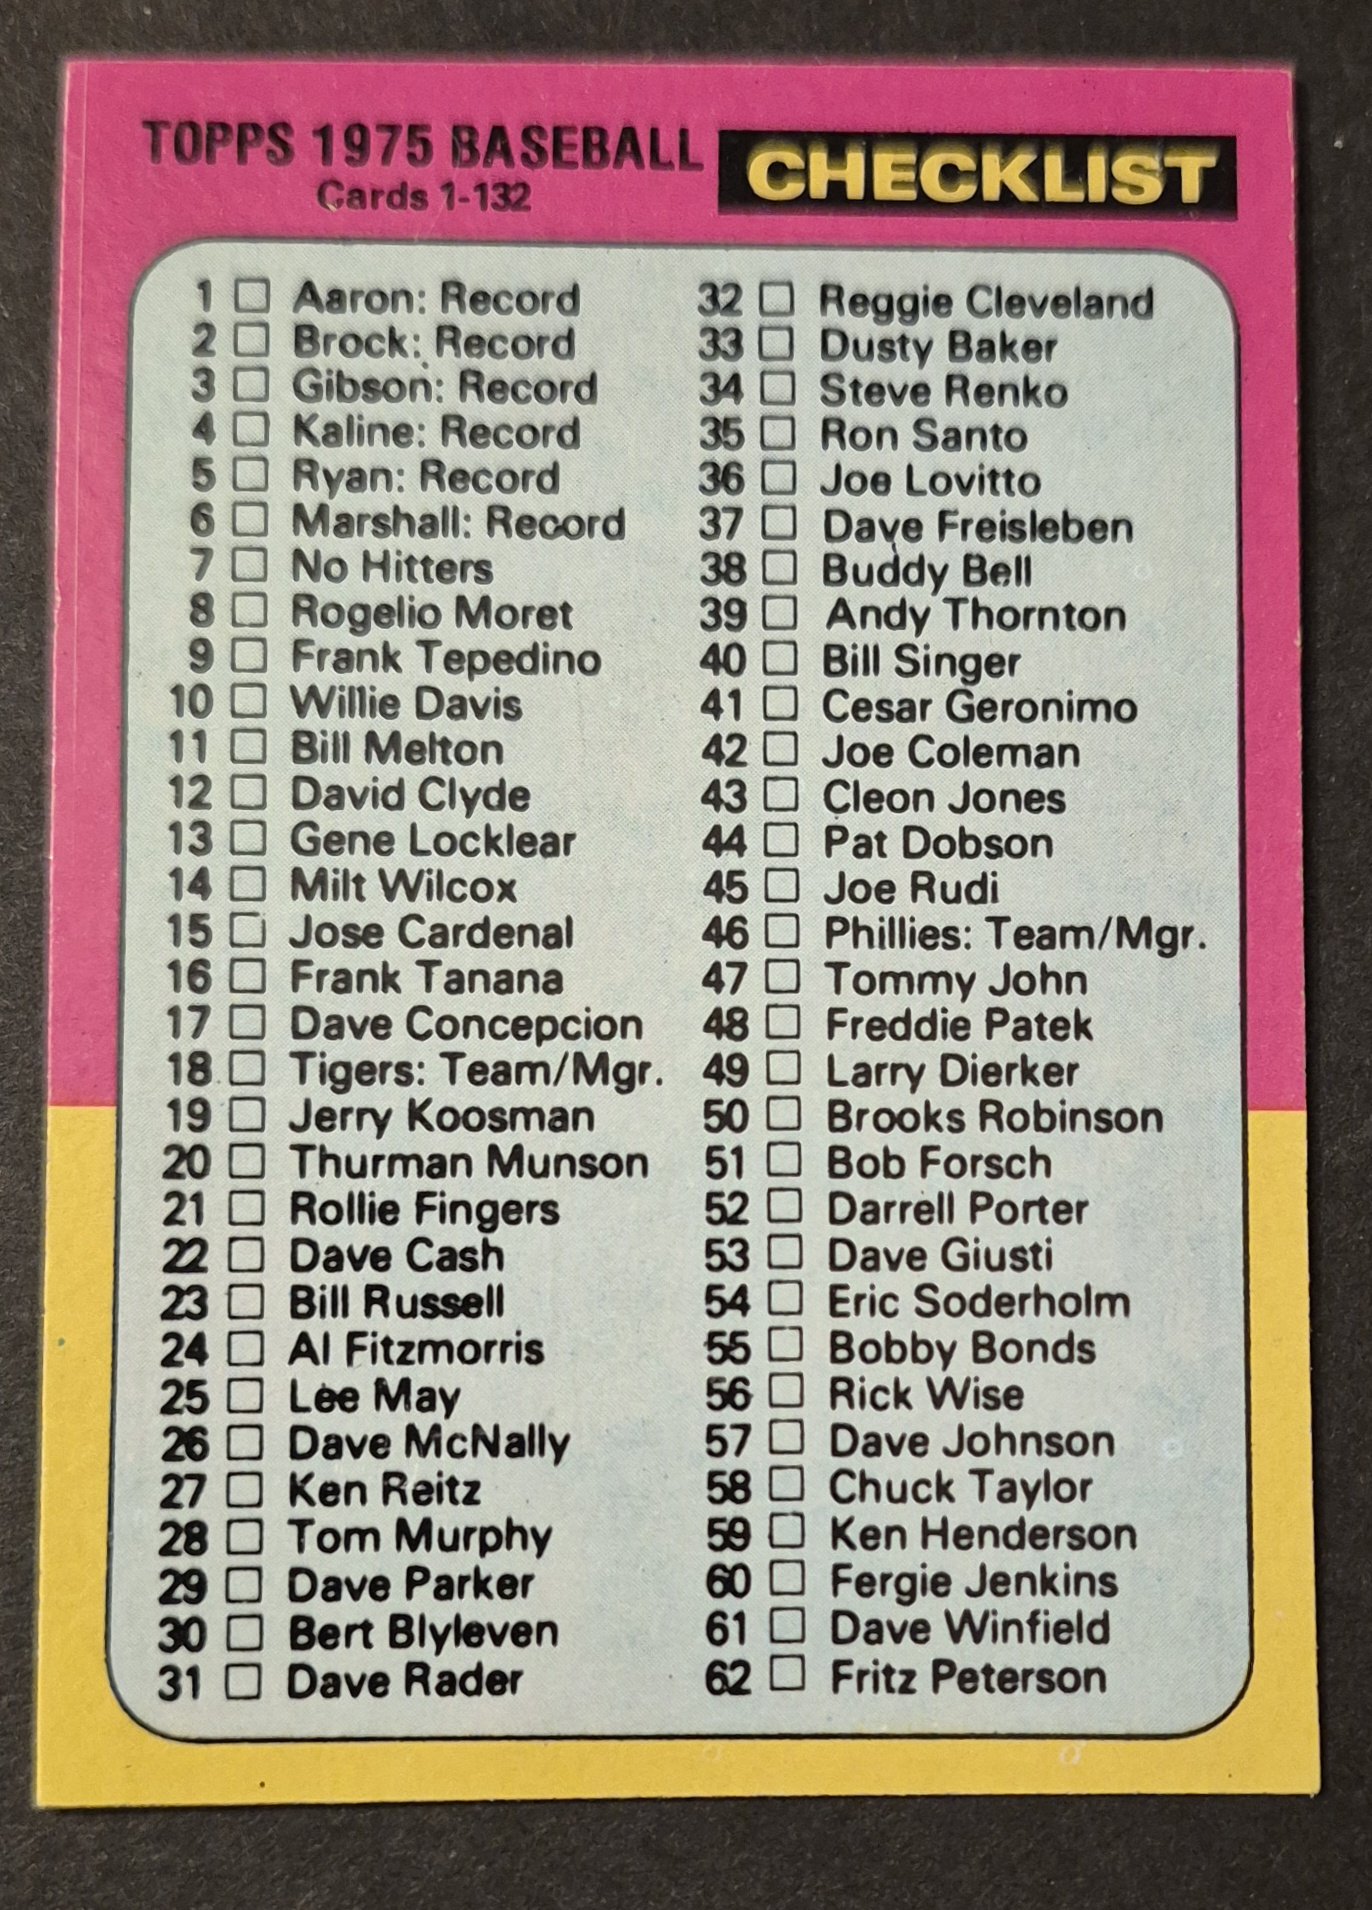 TOPPS 1975 BASEBALL CHECKLIST
Cards 1-132
1 Aaron: Record
2 Brock: Record
3 Gibson: Record
4 Kaline: Record
5 Ryan: Record
6 Marshall: Record
7 No Hitters
8 Rogelio Moret
9 Frank Tepedino
10 Willie Davis
11 Bill Melton
12 David Clyde
13 Gene Locklear
14 Milt Wilcox
15 Jose Cardenal
16 Frank Tanana
17 Dave Concepcion
18 Tigers: Team/Mgr.
19 Jerry Koosman
20 Thurman Munson
21 Rollie Fingers
22 Dave Cash
23 Bill Russell
24 Al Fitzmorris
25 Lee May
26 Dave McNally
27 Ken Reitz
28 Tom Murphy
29 Dave Parker
30 Bert Blyleven
31 Dave Rader
32 Reggie Cleveland
33 Dusty Baker
34 Steve Renko
35 Ron Santo
36 Joe Lovitto
37 Dave Freisleben
38 Buddy Bell
39 Andy Thornton
40 Bill Singer
41 Cesar Geronimo
42 Joe Coleman
43 Cleon Jones
44 Pat Dobson
45 Joe Rudi
46 Phillies: Team/Mgr.
47 Tommy John
48 Freddie Patek
49 Larry Dierker
50 Brooks Robinson
51 Bob Forsch
52 Darrell Porter
53 Dave Giusti
54 Eric Soderholm
55 Bobby Bonds
56 Rick Wise
57 Dave Johnson
58 Chuck Taylor
59 Ken Henderson
60 Fergie Jenkins
61 Dave Winfield
62 Fritz Peterson